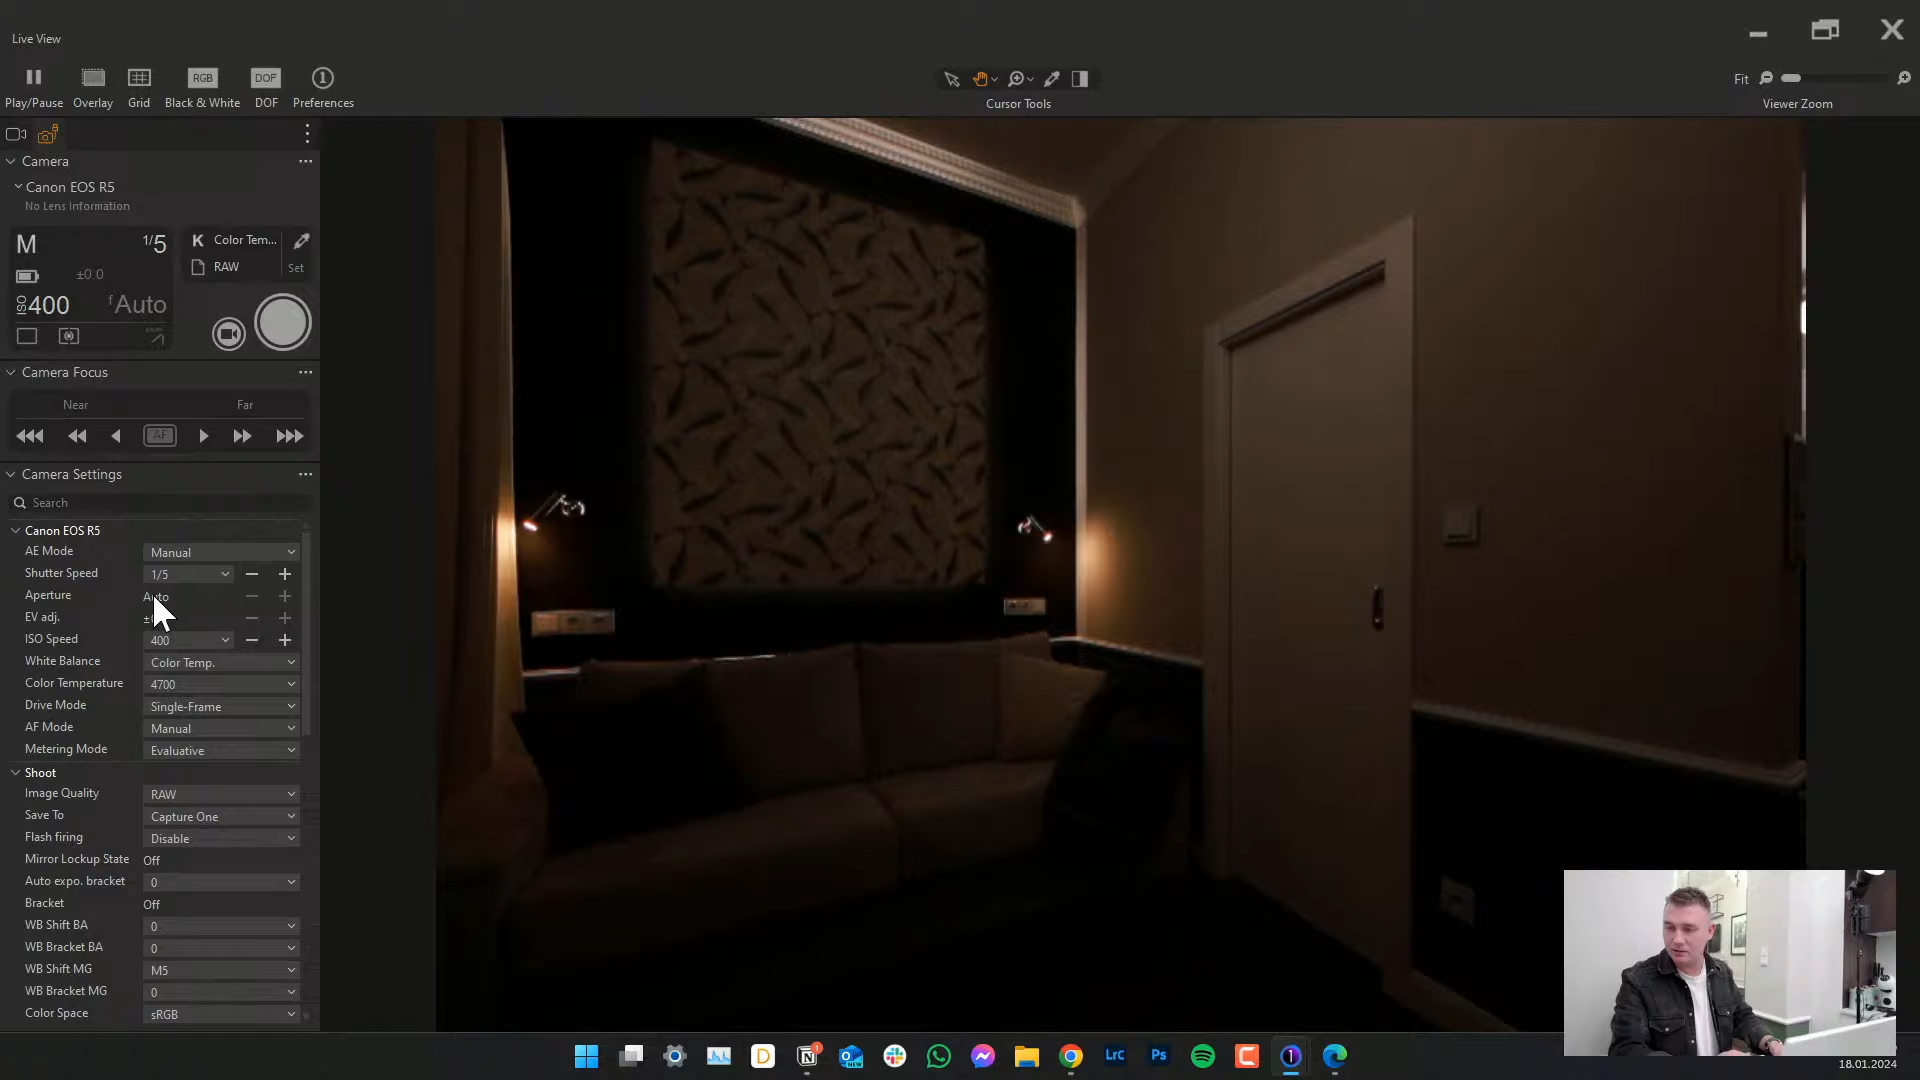 Live View
Play/Pause
Overlay
Grid
RGB
Black & White
DOF
DOF
Preferences
Cursor Tools
Fit
Viewer Zoom
Camera
Canon EOS R5
No Lens Information
M
1/5
±0.0
ISO 400
f Auto
K Color Tem...
RAW
Set
Camera Focus
Near
Far
AF
Camera Settings
Search
Canon EOS R5
AE Mode Manual
Shutter Speed 1/5
Aperture Auto
EV adj.
ISO Speed 400
White Balance Color Temp.
Color Temperature 4700
Drive Mode Single-Frame
AF Mode Manual
Metering Mode Evaluative
Shoot
Image Quality RAW
Save To Capture One
Flash firing Disable
Mirror Lockup State Off
Auto expo. bracket 0
Bracket Off
WB Shift BA 0
WB Bracket BA 0
WB Shift MG M5
WB Bracket MG 0
Color Space sRGB
D
N
1
NEW
LrC
Ps
C
1
18.01.2024